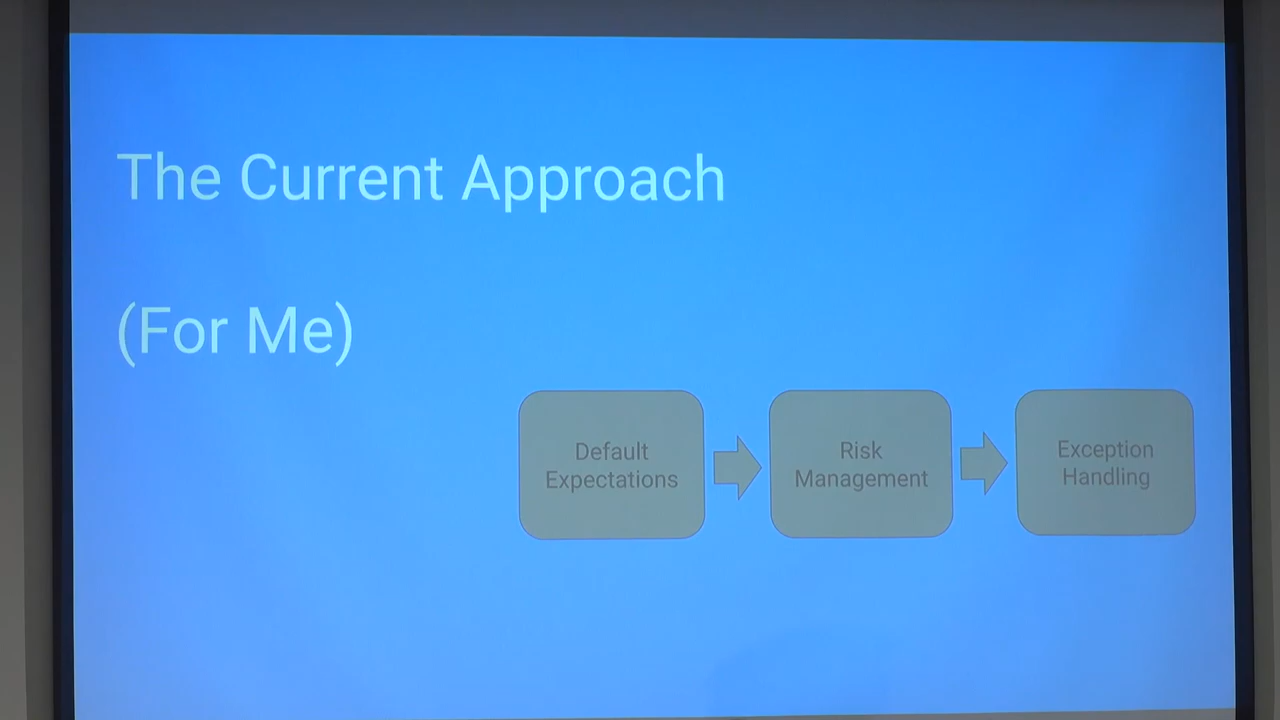 The Current Approach
(For Me)
Default
Expectations
Risk
Management
Exception
Handling